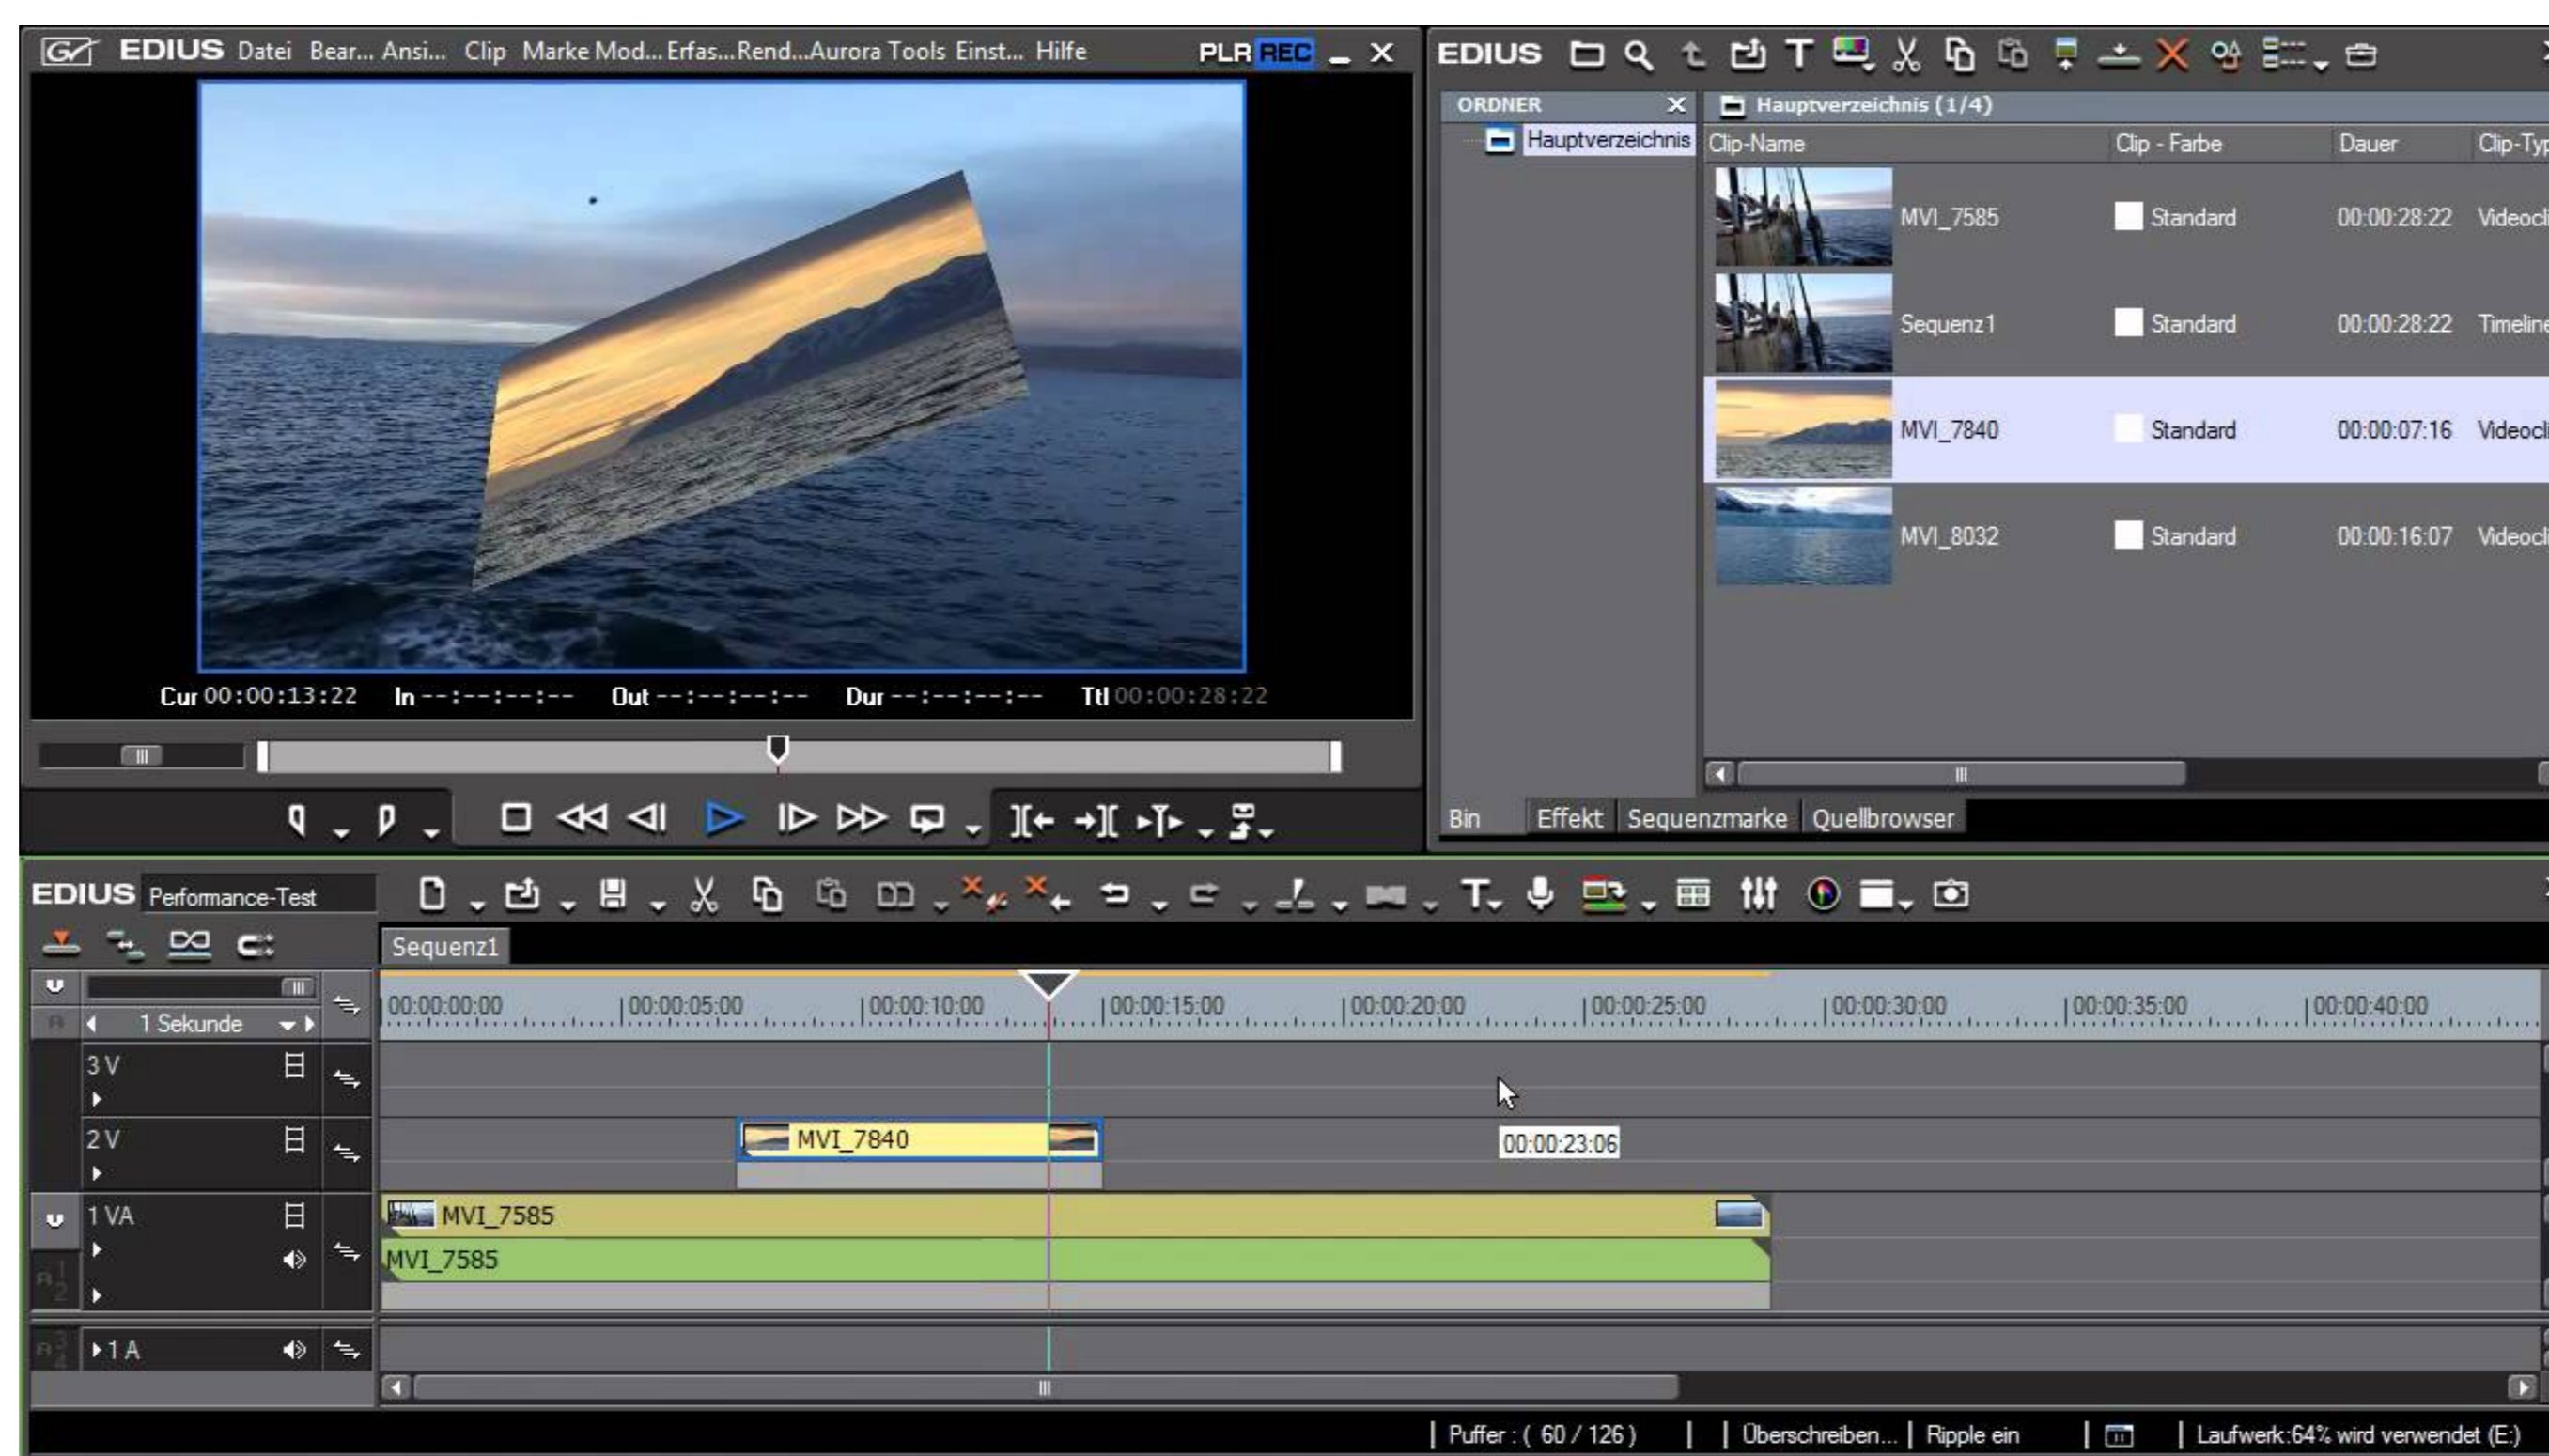 EDIUS Datei Bear... Ansi... Clip Marke Mod... Erfas... Rend... Aurora Tools Einst... Hilfe PLR REC
Cur 00:00:13:22 In --:--:--:-- Out --:--:--:-- Dur --:--:--:-- Ttl 00:00:28:22
EDIUS
ORDNER
Hauptverzeichnis
Hauptverzeichnis (1/4)
Clip-Name Clip - Farbe Dauer Clip-Typ
MVI_7585 Standard 00:00:28:22 Videocli
Sequenz1 Standard 00:00:28:22 Timeline
MVI_7840 Standard 00:00:07:16 Videocli
MVI_8032 Standard 00:00:16:07 Videocli
Bin Effekt Sequenzmarke Quellbrowser
EDIUS Performance-Test
Sequenz1
1 Sekunde
00:00:00:00 00:00:05:00 00:00:10:00 00:00:15:00 00:00:20:00 00:00:25:00 00:00:30:00 00:00:35:00 00:00:40:00
3 V
2 V MVI_7840 00:00:23:06
1 VA MVI_7585
MVI_7585
1 A
Puffer : ( 60 / 126 ) Überschreiben... Ripple ein Laufwerk:64% wird verwendet (E:)